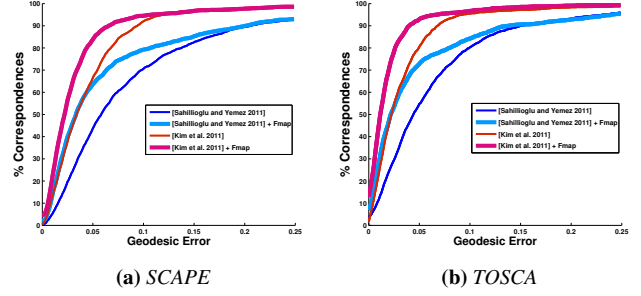 100
90
80
70
60
50
40
30
20
10
0
% Correspondences
[Sahillioglu and Yemez 2011]
[Sahillioglu and Yemez 2011] + Fmap
[Kim et al. 2011]
[Kim et al. 2011] + Fmap
0 0.05 0.1 0.15 0.2 0.25
Geodesic Error
(a) SCAPE
100
90
80
70
60
50
40
30
20
10
0
% Correspondences
[Sahillioglu and Yemez 2011]
[Sahillioglu and Yemez 2011] + Fmap
[Kim et al. 2011]
[Kim et al. 2011] + Fmap
0 0.05 0.1 0.15 0.2 0.25
Geodesic Error
(b) TOSCA